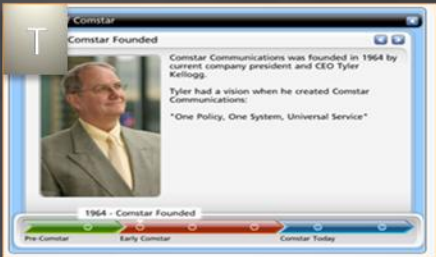 T
Comstar
Comstar Founded
Comstar Communications was founded in 1964 by
current company president and CEO Tyler
Kellogg.
Tyler had a vision when he created Comstar
Communications:
"One Policy, One System, Universal Service"
1964 - Comstar Founded
Pre-Comstar
Early Comstar
Comstar Today